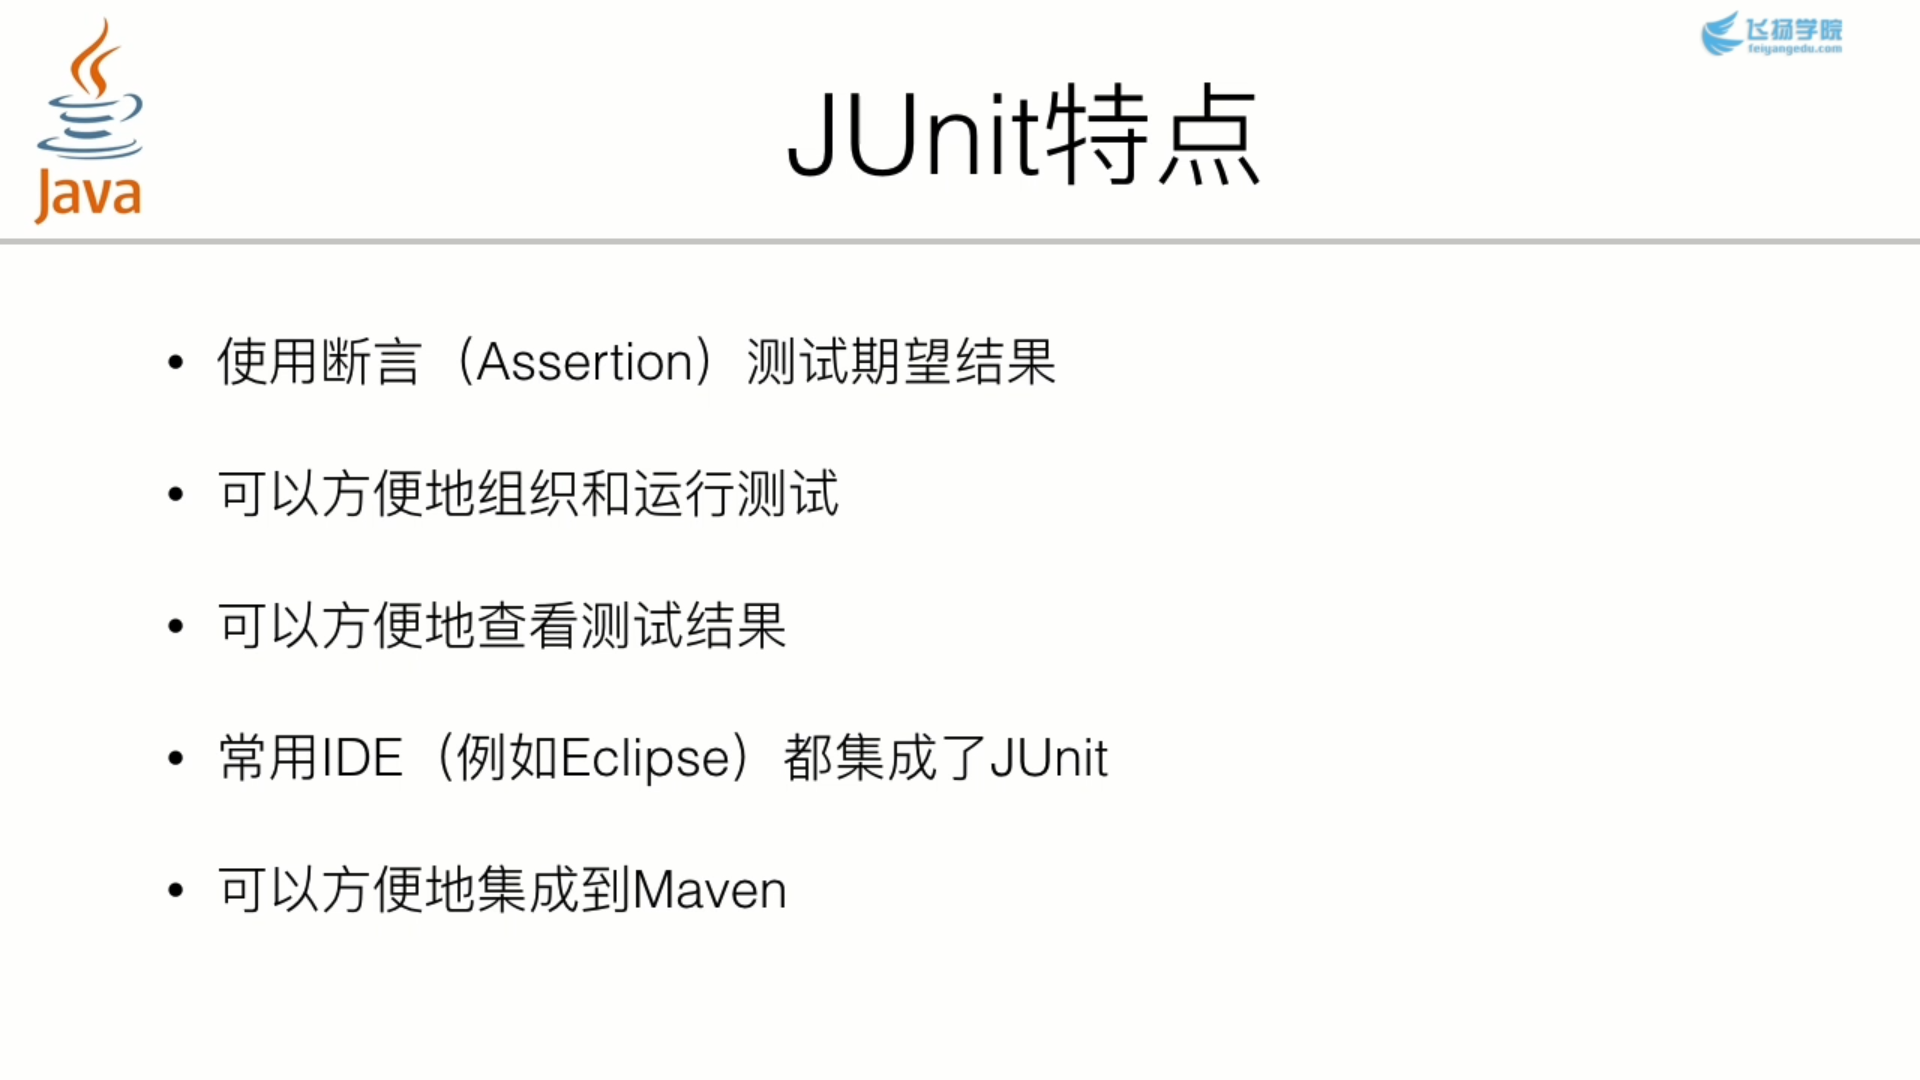 飞扬学院
feiyangedu.com
Java
JUnit特点
• 使用断言（Assertion）测试期望结果
• 可以方便地组织和运行测试
• 可以方便地查看测试结果
• 常用IDE（例如Eclipse）都集成了JUnit
• 可以方便地集成到Maven